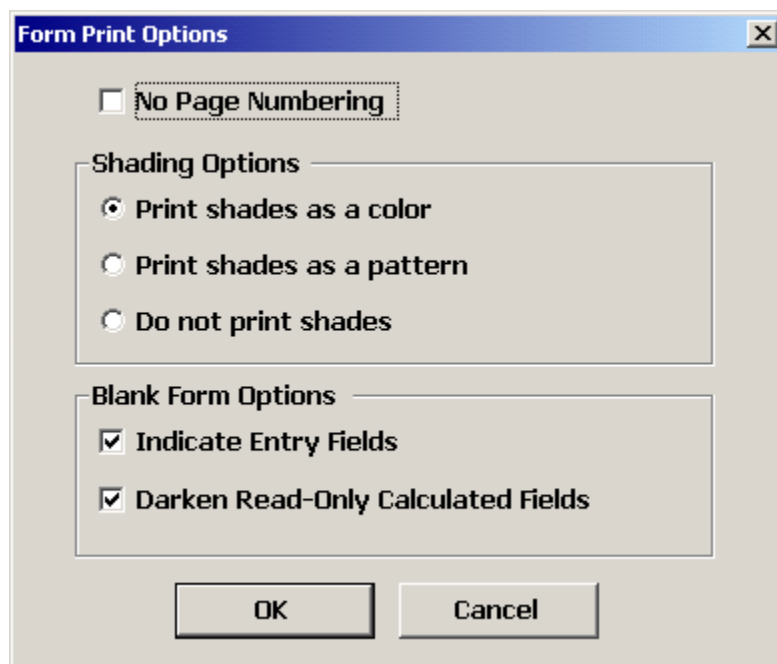 Form Print Options
No Page Numbering
Shading Options
Print shades as a color
Print shades as a pattern
Do not print shades
Blank Form Options
Indicate Entry Fields
Darken Read-Only Calculated Fields
OK
Cancel